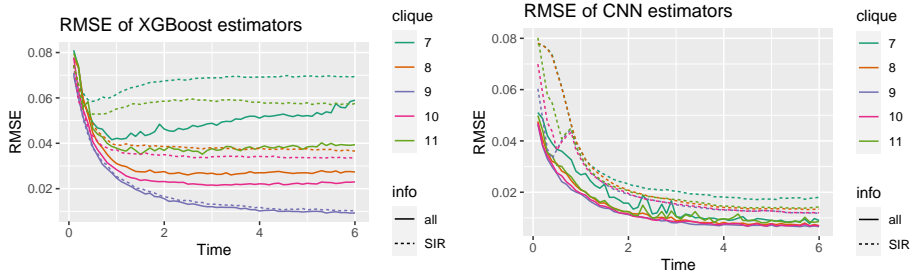 RMSE of XGBoost estimators
RMSE
0.08
0.06
0.04
0.02
0
2
4
6
Time
clique
7
8
9
10
11
info
all
SIR
RMSE of CNN estimators
RMSE
0.08
0.06
0.04
0.02
0
2
4
6
Time
clique
7
8
9
10
11
info
all
SIR